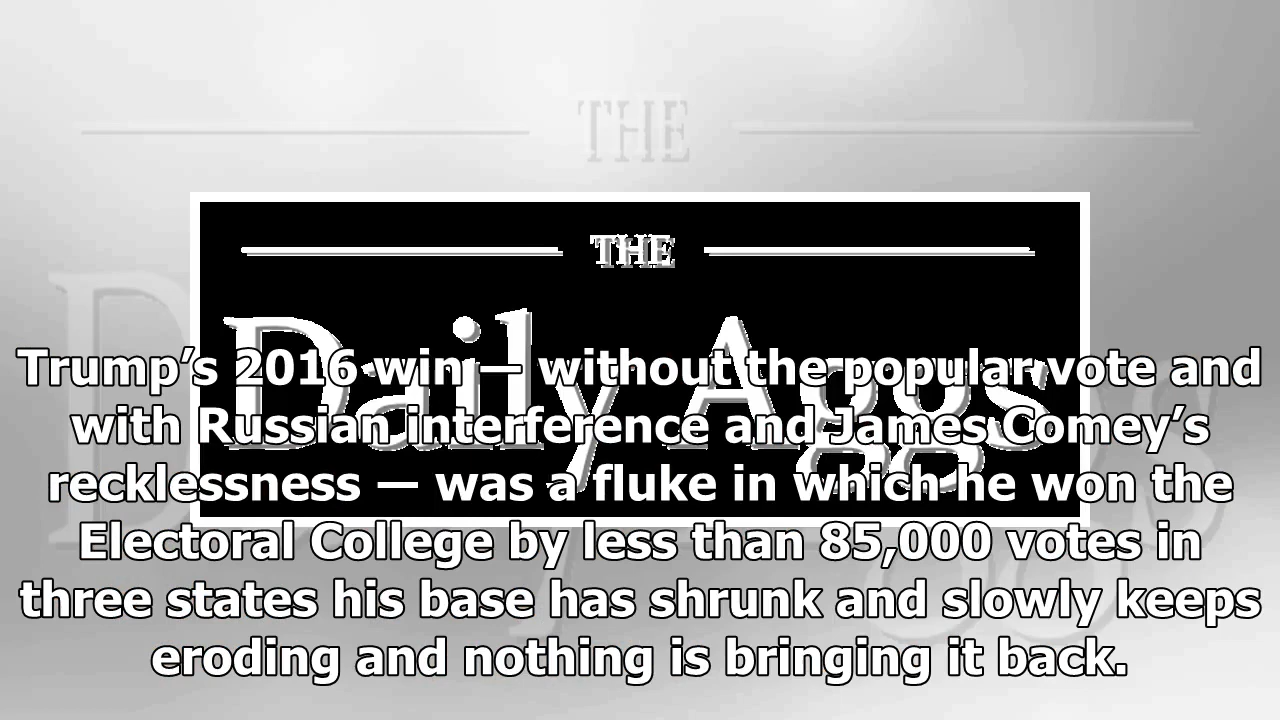 THE
THE
Daily Aggs
Trump’s 2016 win — without the popular vote and
with Russian interference and James Comey’s
recklessness — was a fluke in which he won the
Electoral College by less than 85,000 votes in
three states his base has shrunk and slowly keeps
eroding and nothing is bringing it back.